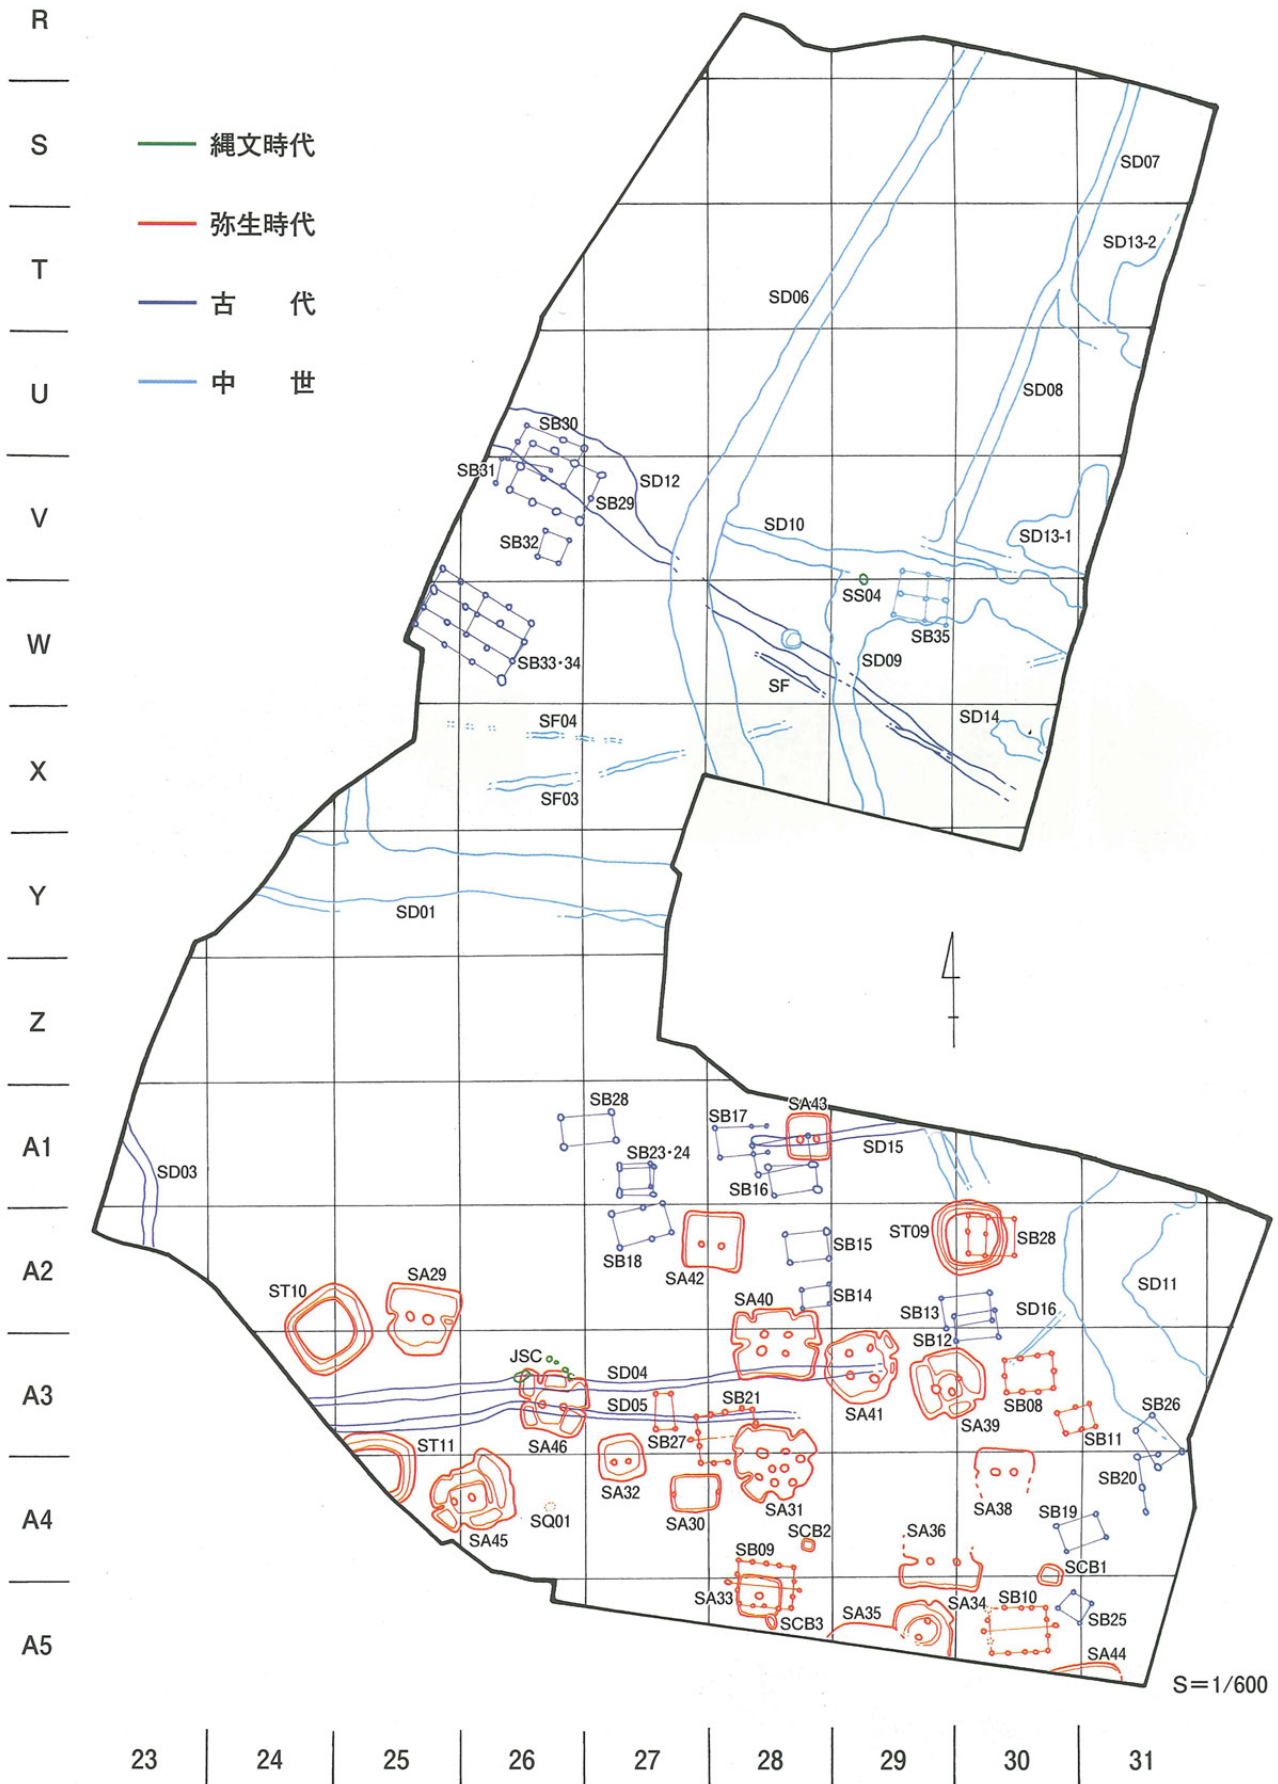 R
S
縄文時代
SD07
弥生時代
T
SD13-2
古　代
SD06
U
中　世
SD08
SB30
SB31
SD12
SB29
V
SD10
SD13-1
SB32
SS04
SB35
W
SB33・34
SD09
SF
SF04
SD14
X
SF03
Y
SD01
Z
SB28
SB17
SA43
A1
SB23・24
SD15
SD03
SB16
ST09
SB28
SB15
SB18
A2
SA42
SD11
ST10
SA29
SA40
SB14
SB13
SD16
SB12
JSC
SD04
A3
SD05
SB21
SB08
SB26
SA41
SA39
SB11
ST11
SA46
SB27
SB20
SA32
SA31
SA38
A4
SQ01
SA30
SB19
SA45
SCB2
SA36
SB09
SCB1
SA33
SA35
SA34
SB10
SB25
SCB3
A5
SA44
S=1/600
23
24
25
26
27
28
29
30
31